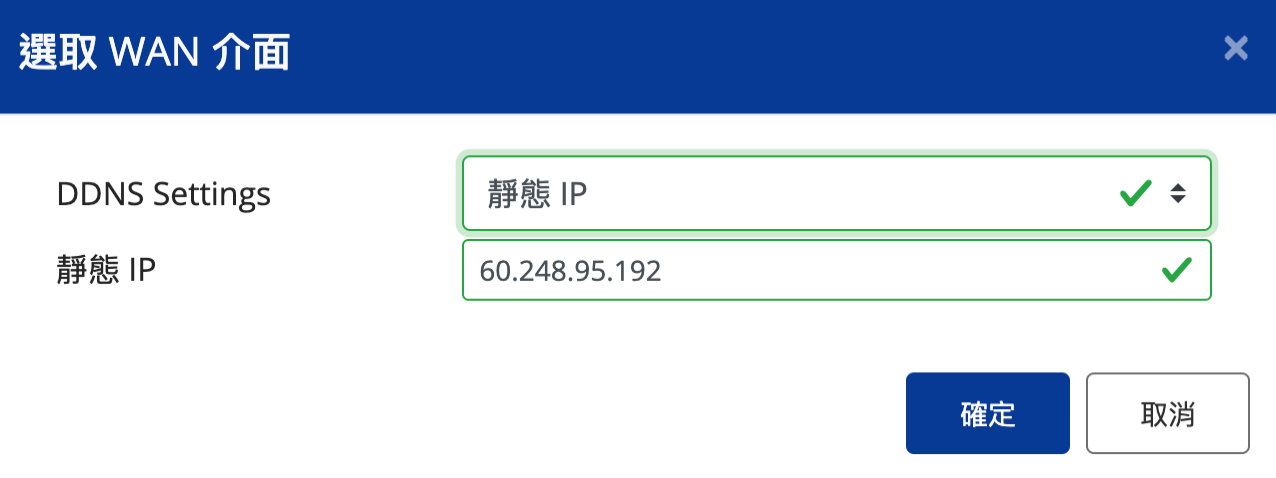 選取 WAN 介面
DDNS Settings
靜態 IP
靜態 IP
60.248.95.192
確定
取消